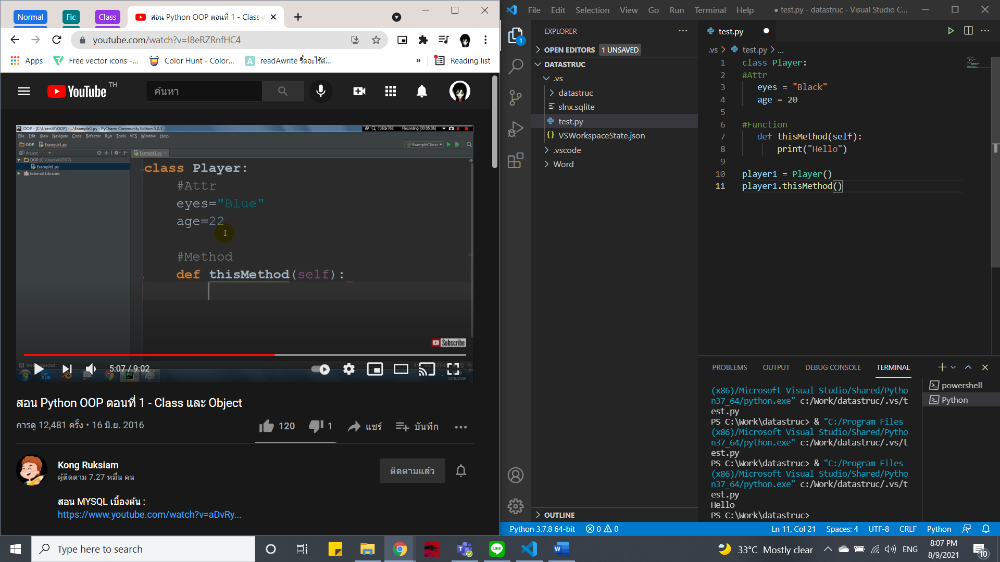 Normal
Fic
Class
สอน Python OOP ตอนที่ 1 - Class
youtube.com/watch?v=l8eRZRnfHC4
Apps
Free vector icons -...
Color Hunt - Color...
readAwrite รี้ดอะไร้ต์...
»
Reading list
YouTube TH
ค้นหา
OOP - [C:\Users\K\OOP] - ...\Example1.py - PyCharm Community Edition 5.0.3
1360x768
Recording [00:05:06]
File Edit View Navigate Code Refactor Run Tools VCS Window Help
OOP
Example1.py
ExampleClasss
Project
Example1.py
OOP (C:\Users\K\OOP)
Example1.py
External Libraries
class Player:
#Attr
eyes="Blue"
age=22
#Method
def thisMethod(self):
Subscribe
5:07 / 9:02
13/6/2559
สอน Python OOP ตอนที่ 1 - Class และ Object
การดู 12,481 ครั้ง • 16 มิ.ย. 2016
120
1
แชร์
บันทึก
Kong Ruksiam
ผู้ติดตาม 7.27 หมื่น คน
ติดตามแล้ว
สอน MYSQL เบื้องต้น :
https://www.youtube.com/watch?v=aDvRy...
File Edit Selection View Go Run Terminal Help
● test.py - datastruc - Visual Studio C...
1
EXPLORER
OPEN EDITORS 1 UNSAVED
DATASTRUC
.vs
datastruc
slnx.sqlite
test.py
VSWorkspaceState.json
.vscode
Word
OUTLINE
test.py
.vs > test.py > ...
1 class Player:
2 #Attr
3 eyes = "Black"
4 age = 20
5
6 #Function
7 def thisMethod(self):
8 print("Hello")
9
10 player1 = Player()
11 player1.thisMethod()
PROBLEMS OUTPUT DEBUG CONSOLE TERMINAL
powershell
Python
(x86)/Microsoft Visual Studio/Shared/Pytho
n37_64/python.exe" c:/Work/datastruc/.vs/t
est.py
PS C:\Work\datastruc> & "C:/Program Files
(x86)/Microsoft Visual Studio/Shared/Pytho
n37_64/python.exe" c:/Work/datastruc/.vs/t
est.py
PS C:\Work\datastruc> & "C:/Program Files
(x86)/Microsoft Visual Studio/Shared/Pytho
n37_64/python.exe" c:/Work/datastruc/.vs/t
est.py
Hello
PS C:\Work\datastruc>
Python 3.7.8 64-bit
0 0
Ln 11, Col 21
Spaces: 4
UTF-8
CRLF
Python
Type here to search
33°C Mostly clear
ENG
8:07 PM
8/9/2021
10